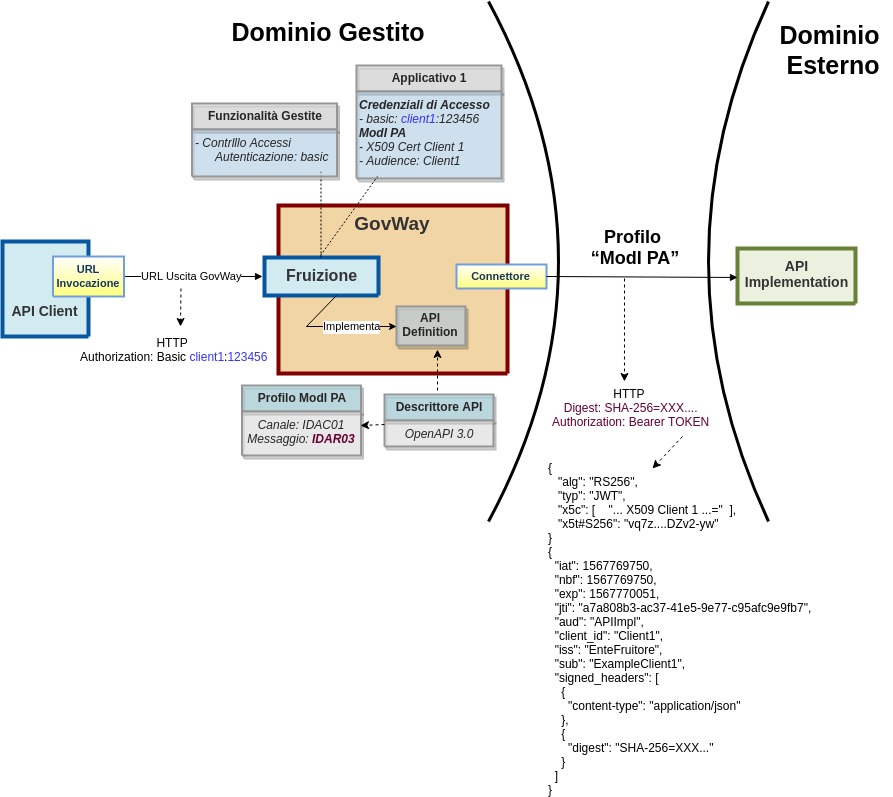 Dominio Gestito
Dominio
Esterno
Applicativo 1
Credenziali di Accesso
- basic: client1:123456
ModI PA
- X509 Cert Client 1
- Audience: Client1
Funzionalità Gestite
- Contrlllo Accessi
Autenticazione: basic
GovWay
URL
Invocazione
API Client
URL Uscita GovWay
Fruizione
Connettore
Profilo
“ModI PA”
API
Implementation
API
Definition
Implementa
HTTP
Authorization: Basic client1:123456
Profilo ModI PA
Canale: IDAC01
Messaggio: IDAR03
Descrittore API
OpenAPI 3.0
HTTP
Digest: SHA-256=XXX....
Authorization: Bearer TOKEN
{
"alg": "RS256",
"typ": "JWT",
"x5c": [ "... X509 Client 1 ...=" ],
"x5t#S256": "vq7z....DZv2-yw"
}
{
"iat": 1567769750,
"nbf": 1567769750,
"exp": 1567770051,
"jti": "a7a808b3-ac37-41e5-9e77-c95afc9e9fb7",
"aud": "APIImpl",
"client_id": "Client1",
"iss": "EnteFruitore",
"sub": "ExampleClient1",
"signed_headers": [
{
"content-type": "application/json"
},
{
"digest": "SHA-256=XXX..."
}
]
}